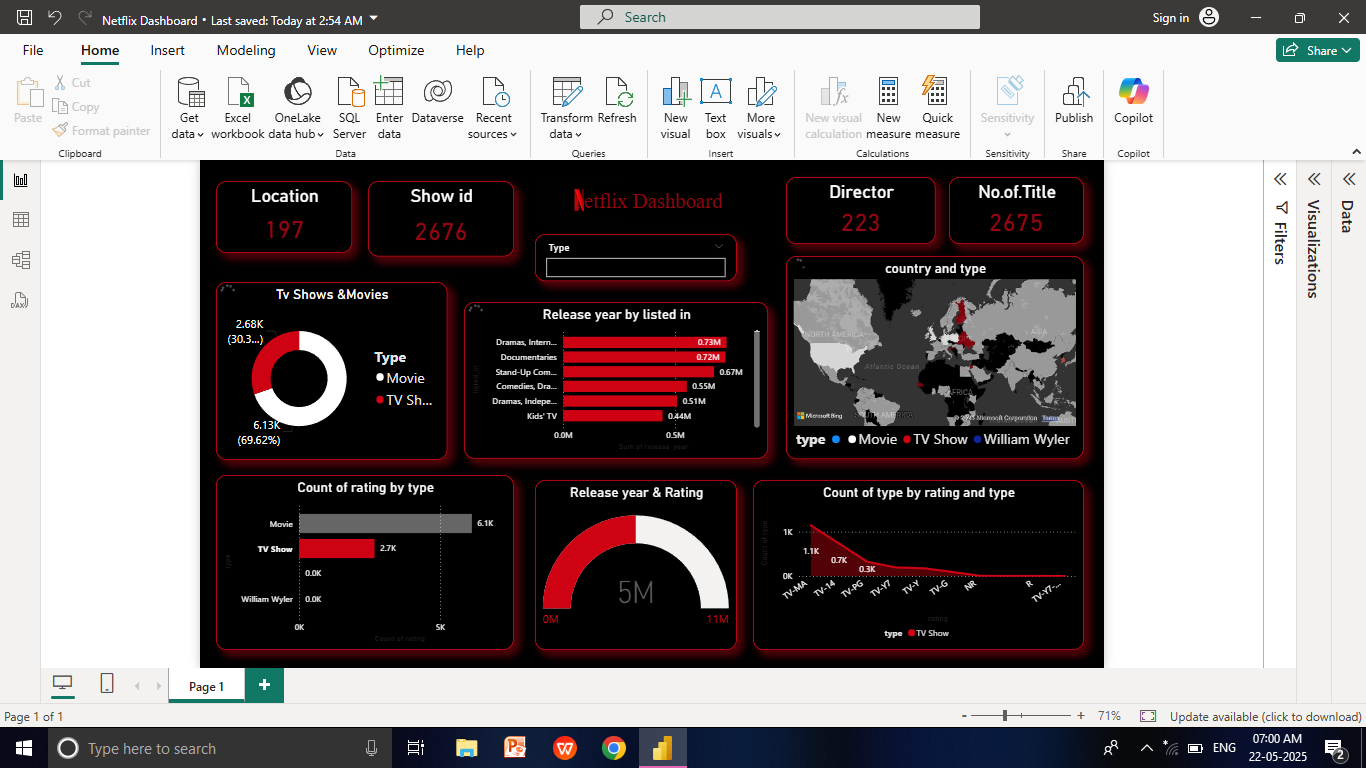 Netflix Dashboard • Last saved: Today at 2:54 AM
Search
Sign in
File
Home
Insert
Modeling
View
Optimize
Help
Share
Paste
Cut
Copy
Format painter
Clipboard
Get data
Excel workbook
OneLake data hub
SQL Server
Enter data
Dataverse
Recent sources
Data
Transform data
Refresh
Queries
New visual
Text box
More visuals
Insert
New visual calculation
New measure
Quick measure
Calculations
Sensitivity
Sensitivity
Publish
Share
Copilot
Copilot
Location
197
Show id
2676
Netflix Dashboard
Type
Director
223
No.of.Title
2675
Tv Shows &Movies
2.68K
(30.3...)
6.13K
(69.62%)
Type
Movie
TV Sh...
Release year by listed in
listed in
Dramas, Intern...
0.73M
Documentaries
0.72M
Stand-Up Com...
0.67M
Comedies, Dra...
0.55M
Dramas, Indepe...
0.51M
Kids' TV
0.44M
0.0M
0.5M
Sum of release_year
country and type
NORTH AMERICA
ASIA
Atlantic Ocean
AFRICA
SOUTH AMERICA
Microsoft Bing
© 2025 Microsoft Corporation
Terms
type
Movie
TV Show
William Wyler
Count of rating by type
type
Movie
6.1K
TV Show
2.7K
0.0K
William Wyler
0.0K
0K
5K
Count of rating
Release year & Rating
5M
0M
11M
Count of type by rating and type
Count of type
1K
0K
1.1K
0.7K
0.3K
TV-MA
TV-14
TV-PG
TV-Y7
TV-Y
TV-G
NR
R
TV-Y7-...
rating
type
TV Show
Filters
Visualizations
Data
Page 1
Page 1 of 1
71%
Update available (click to download)
Type here to search
ENG
07:00 AM
22-05-2025
2